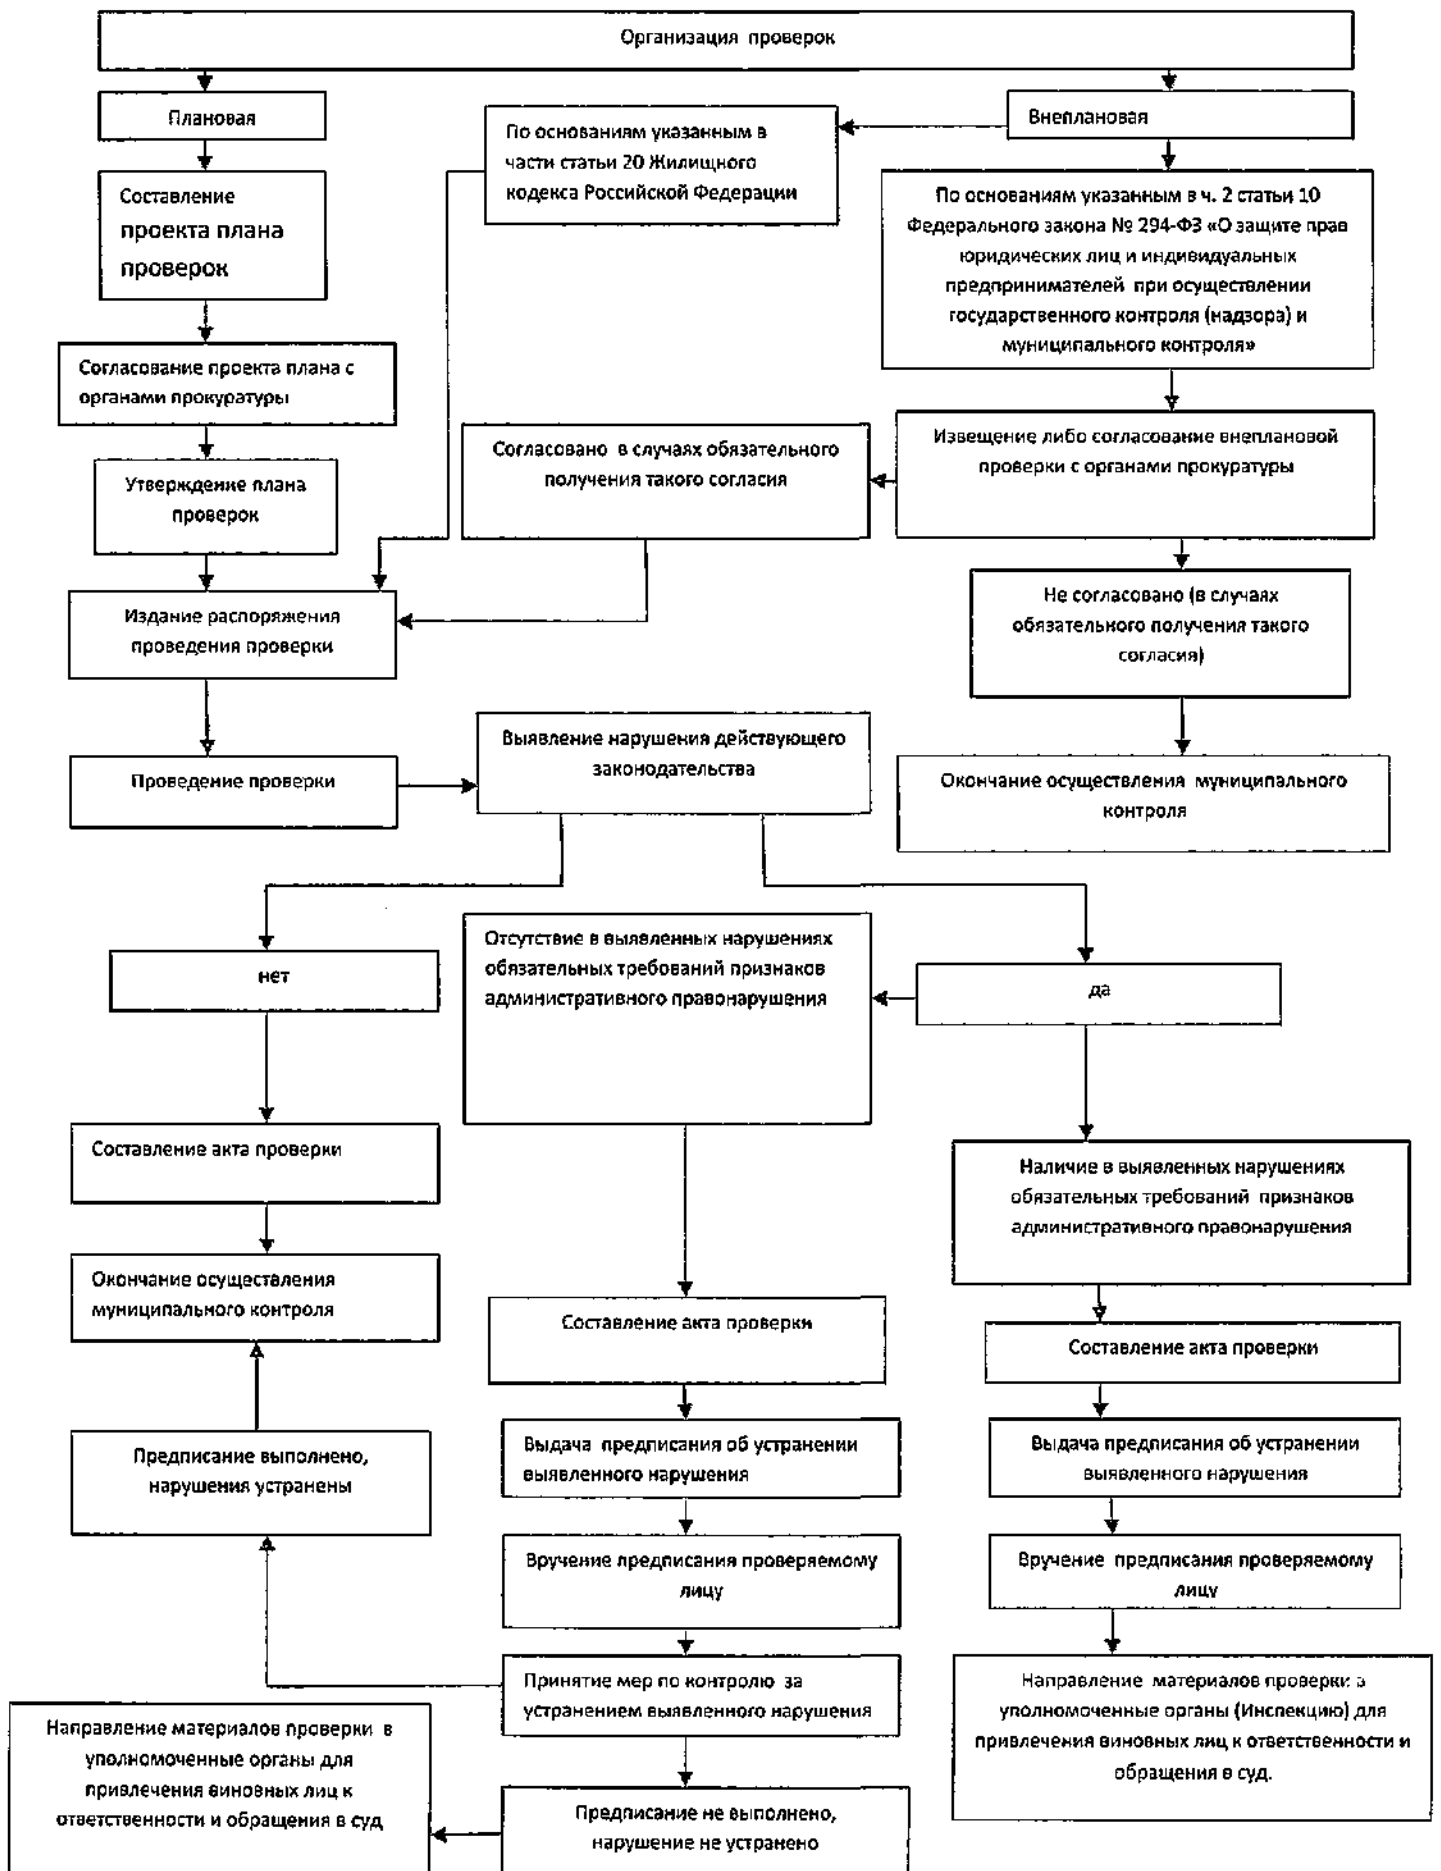 Организация проверок
Плановая
Внеплановая
По основаниям указанным в
части статьи 20 Жилищного
кодекса Российской Федерации
Составление
проекта плана
проверок
По основаниям указанным в ч. 2 статьи 10
Федерального закона № 294-ФЗ «О защите прав
юридических лиц и индивидуальных
предпринимателей при осуществлении
государственного контроля (надзора) и
муниципального контроля»
Согласование проекта плана с
органами прокуратуры
Согласовано в случаях обязательного
получения такого согласия
Извещение либо согласование внеплановой
проверки с органами прокуратуры
Утверждение плана
проверок
Издание распоряжения
проведения проверки
Не согласовано (в случаях
обязательного получения такого
согласия)
Проведение проверки
Выявление нарушения действующего
законодательства
Окончание осуществления муниципального
контроля
нет
Отсутствие в выявленных нарушениях
обязательных требований признаков
административного правонарушения
да
Составление акта проверки
Наличие в выявленных нарушениях
обязательных требований признаков
административного правонарушения
Окончание осуществления
муниципального контроля
Составление акта проверки
Составление акта проверки
Предписание выполнено,
нарушения устранены
Выдача предписания об устранении
выявленного нарушения
Выдача предписания об устранении
выявленного нарушения
Вручение предписания проверяемому
лицу
Вручение предписания проверяемому
лицу
Принятие мер по контролю за
устранением выявленного нарушения
Направление материалов проверки в
уполномоченные органы (Инспекцию) для
привлечения виновных лиц к ответственности и
обращения в суд.
Направление материалов проверки в
уполномоченные органы для
привлечения виновных лиц к
ответственности и обращения в суд
Предписание не выполнено,
нарушение не устранено